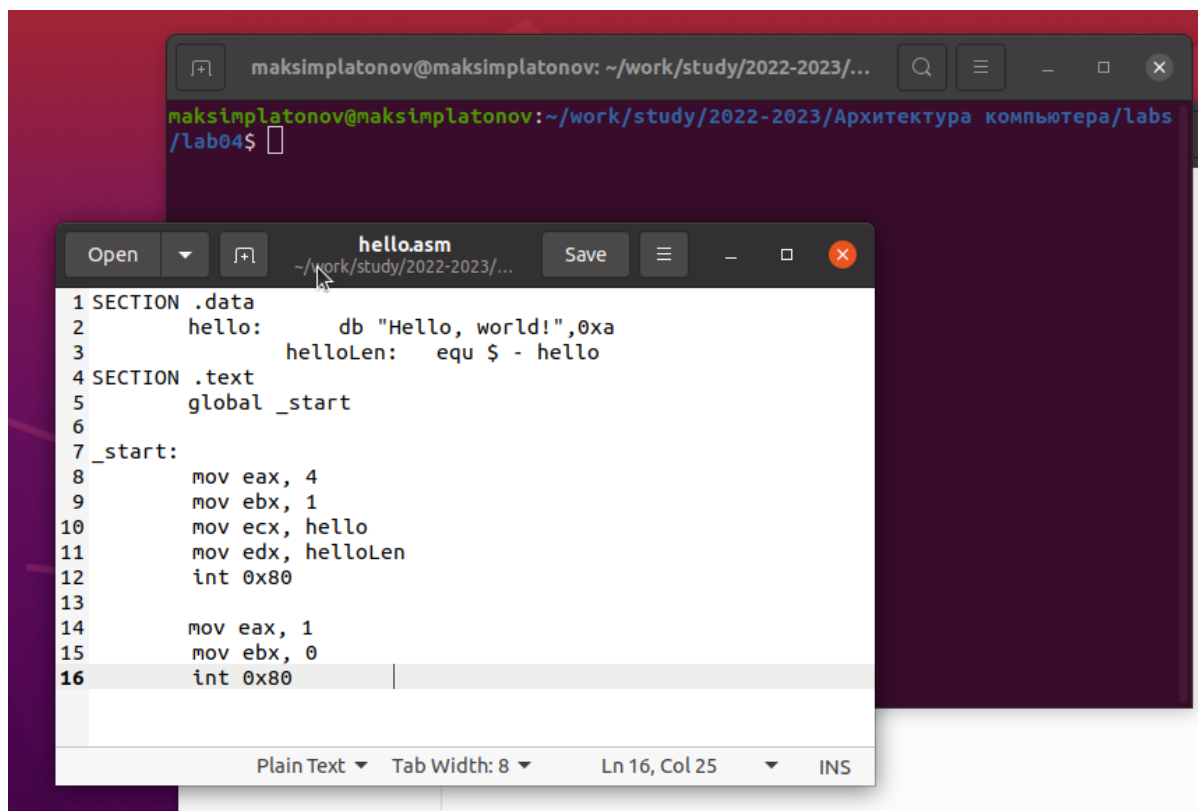 maksimplatonov@maksimplatonov: ~/work/study/2022-2023/...
maksimplatonov@maksimplatonov:~/work/study/2022-2023/Архитектура компьютера/labs
/lab04$
Open
hello.asm
~/work/study/2022-2023/...
Save
1 SECTION .data
2 hello: db "Hello, world!",0xa
3 helloLen: equ $ - hello
4 SECTION .text
5 global _start
6
7 _start:
8 mov eax, 4
9 mov ebx, 1
10 mov ecx, hello
11 mov edx, helloLen
12 int 0x80
13
14 mov eax, 1
15 mov ebx, 0
16 int 0x80
Plain Text Tab Width: 8 Ln 16, Col 25 INS